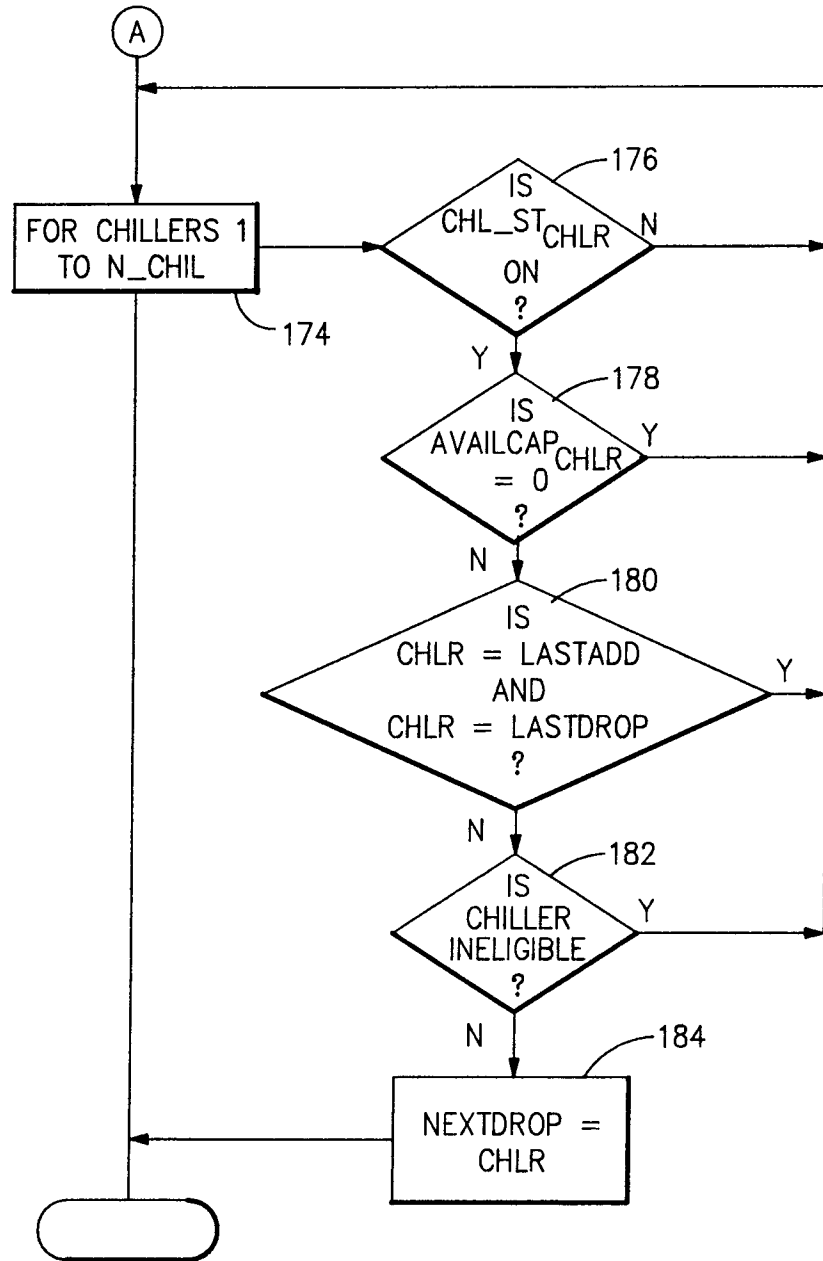 A
FOR CHILLERS 1
TO N_CHIL
174
IS
CHL_ST CHLR
ON
?
176
N
Y
IS
AVAILCAP CHLR
= 0
?
178
Y
N
IS
CHLR = LASTADD
AND
CHLR = LASTDROP
?
180
Y
N
IS
CHILLER
INELIGIBLE
?
182
Y
N
184
NEXTDROP =
CHLR